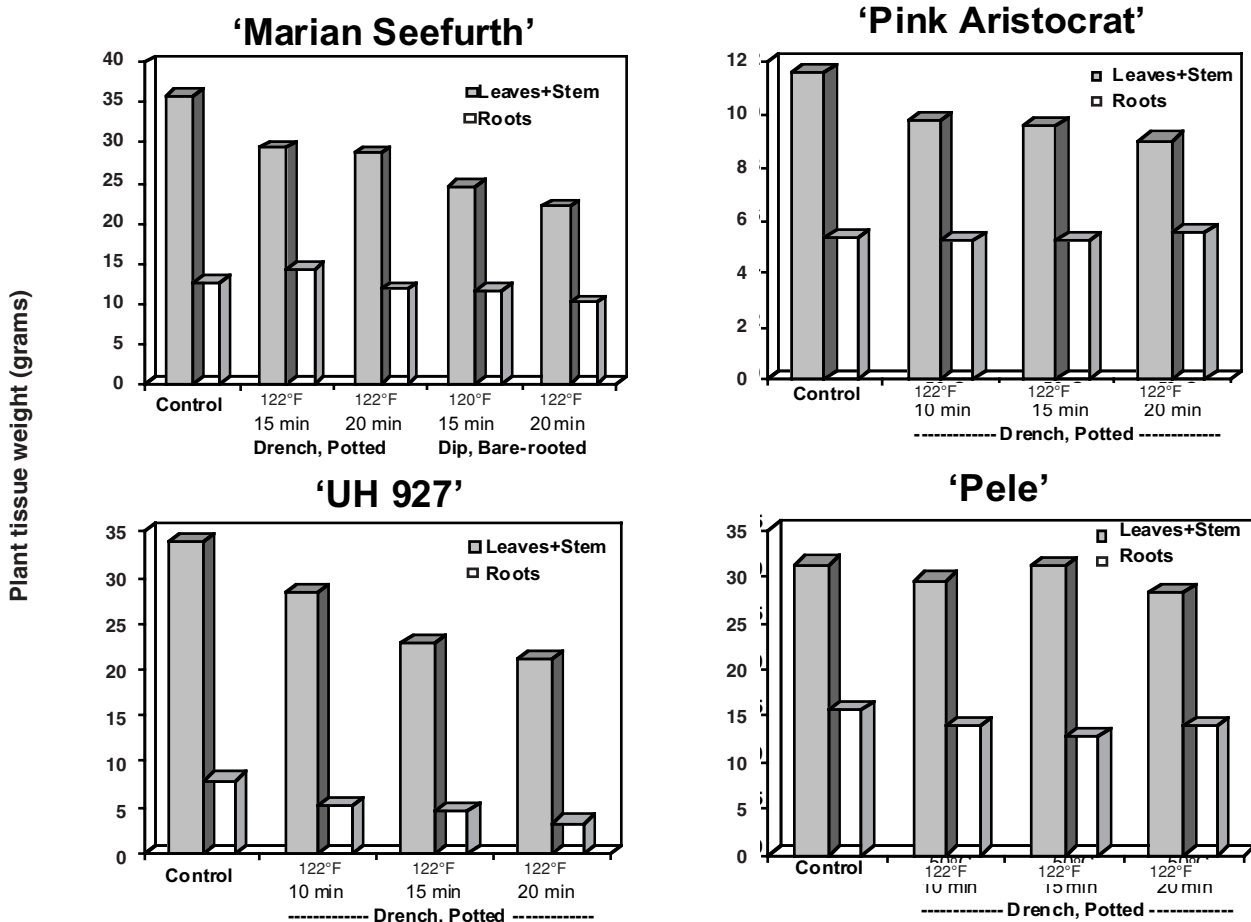 Plant tissue weight (grams)
‘Marian Seefurth’
40
35
30
25
20
15
10
5
0
Leaves+Stem
Roots
Control
122°F
15 min
122°F
20 min
120°F
15 min
122°F
20 min
Drench, Potted
Dip, Bare-rooted
‘Pink Aristocrat’
12
10
8
6
4
2
0
Leaves+Stem
Roots
Control
122°F
10 min
122°F
15 min
122°F
20 min
------------- Drench, Potted -------------
‘UH 927’
35
30
25
20
15
10
5
0
Leaves+Stem
Roots
Control
122°F
10 min
122°F
15 min
122°F
20 min
------------- Drench, Potted -------------
‘Pele’
35
30
25
20
15
10
5
0
Leaves+Stem
Roots
Control
122°F
10 min
122°F
15 min
122°F
20 min
------------- Drench, Potted -------------